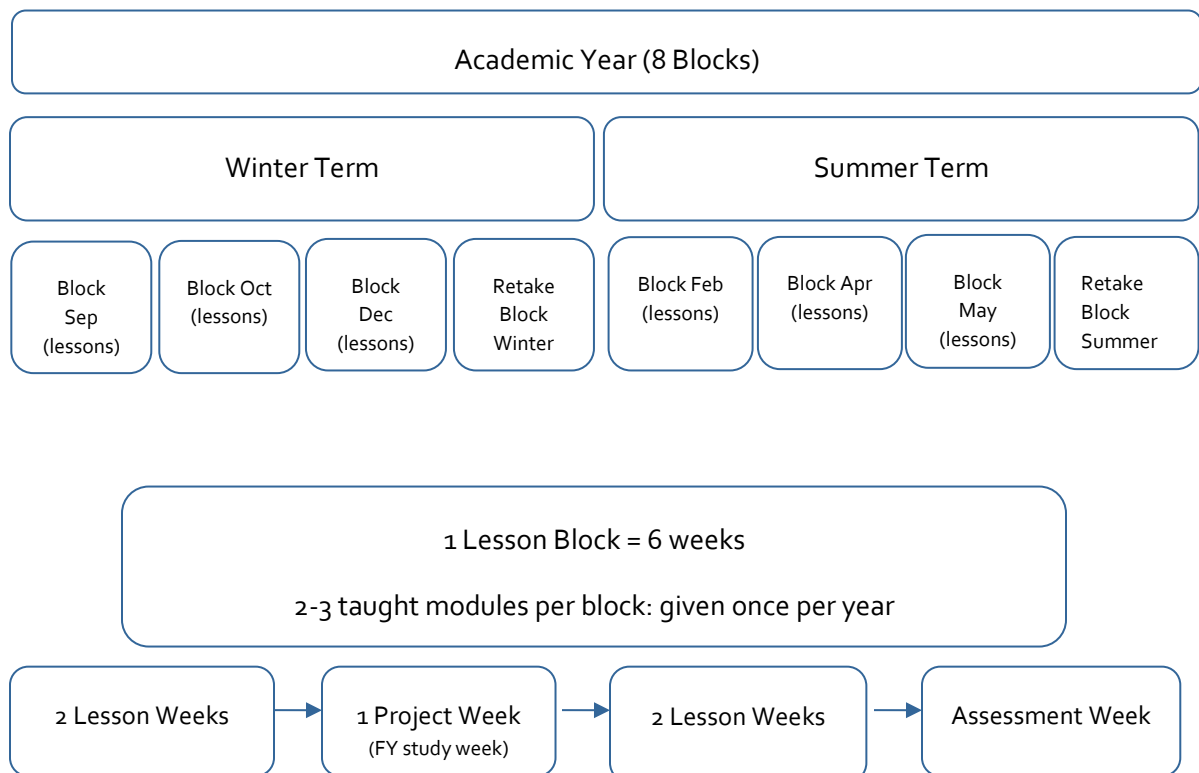 Academic Year (8 Blocks)
Winter Term
Summer Term
Block
Sep
(lessons)
Block Oct
(lessons)
Block
Dec
(lessons)
Retake
Block
Winter
Block Feb
(lessons)
Block Apr
(lessons)
Block
May
(lessons)
Retake
Block
Summer
1 Lesson Block = 6 weeks
2-3 taught modules per block: given once per year
2 Lesson Weeks
1 Project Week
(FY study week)
2 Lesson Weeks
Assessment Week